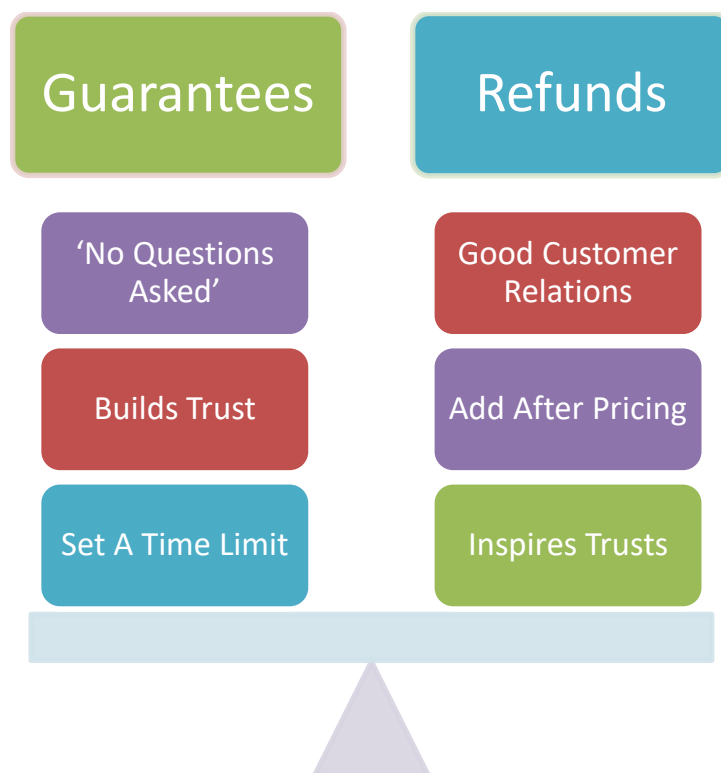 Guarantees
Refunds
‘No Questions
Asked’
Good Customer
Relations
Builds Trust
Add After Pricing
Set A Time Limit
Inspires Trusts